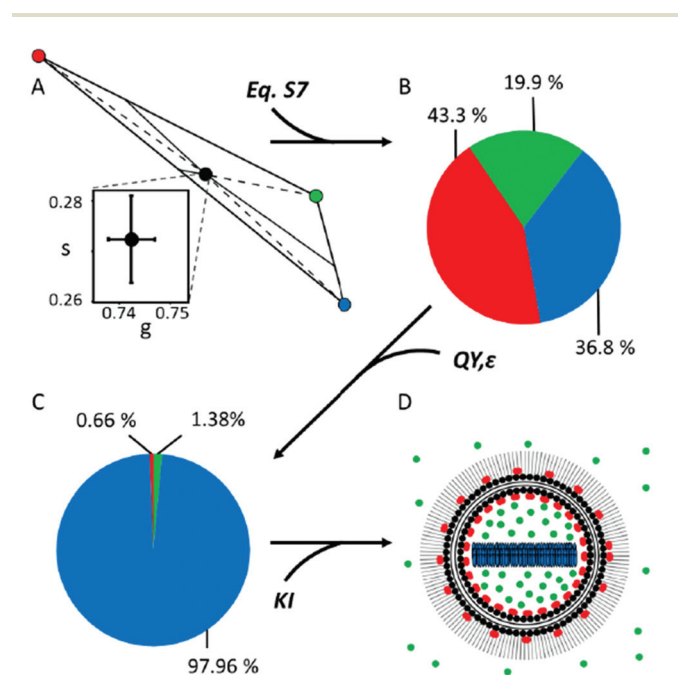 A
Eq. S7
B
19.9 %
43.3 %
0.28
s
0.26
0.74 0.75
g
36.8 %
QY,ε
C
D
0.66 %
1.38%
KI
97.96 %